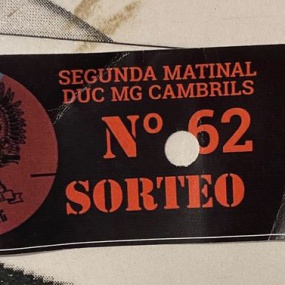 SEGUNDA MATINAL
DUC MG CAMBRILS
Nº 62
SORTEO